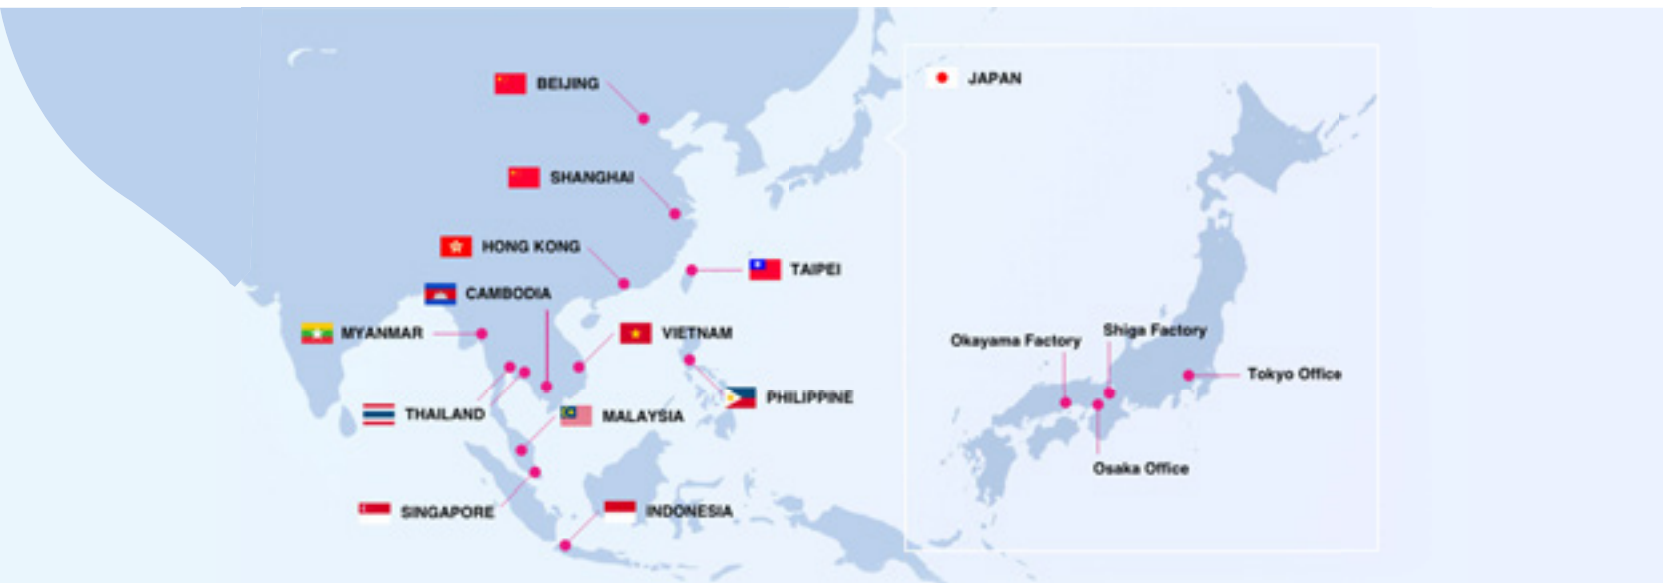 BEIJING
JAPAN
SHANGHAI
HONG KONG
TAIPEI
CAMBODIA
MYANMAR
VIETNAM
Okayama Factory
Shiga Factory
Tokyo Office
THAILAND
MALAYSIA
PHILIPPINE
Osaka Office
SINGAPORE
INDONESIA